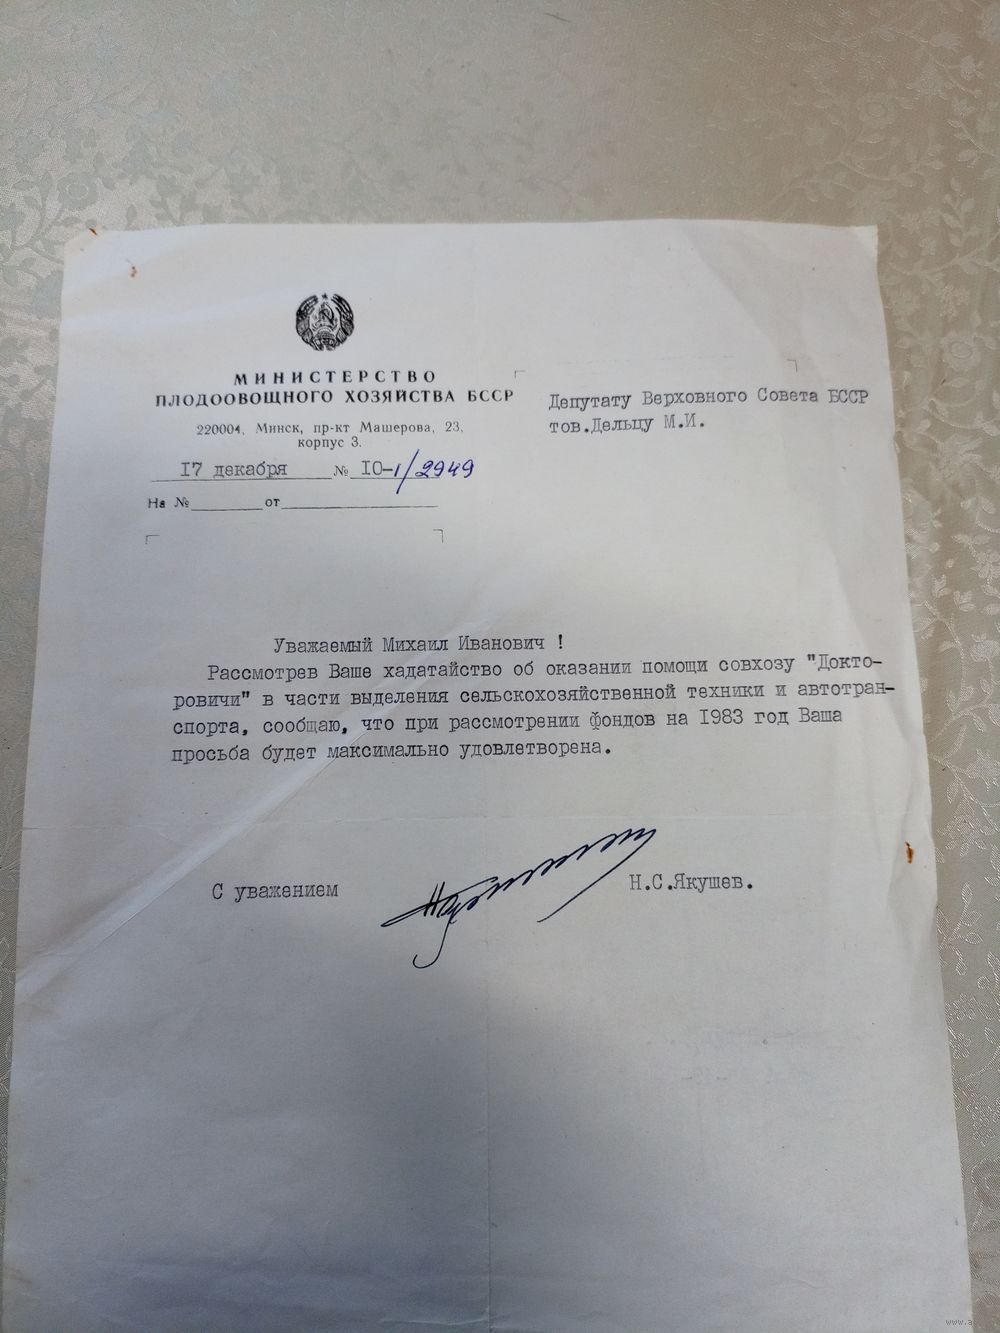 МИНИСТЕРСТВО
ПЛОДООВОЩНОГО ХОЗЯЙСТВА БССР
220004, Минск, пр-кт Машерова, 23,
корпус 3.
17 декабря № 10-1/2949
На № от
Депутату Верховного Совета БССР
тов.Дельцу М.И.
Уважаемый Михаил Иванович !
Рассмотрев Ваше хадатайство об оказании помощи совхозу "Докто-
ровичи" в части выделения сельскохозяйственной техники и автотран-
спорта, сообщаю, что при рассмотрении фондов на 1983 год Ваша
просьба будет максимально удовлетворена.
С уважением Н.С.Якушев.